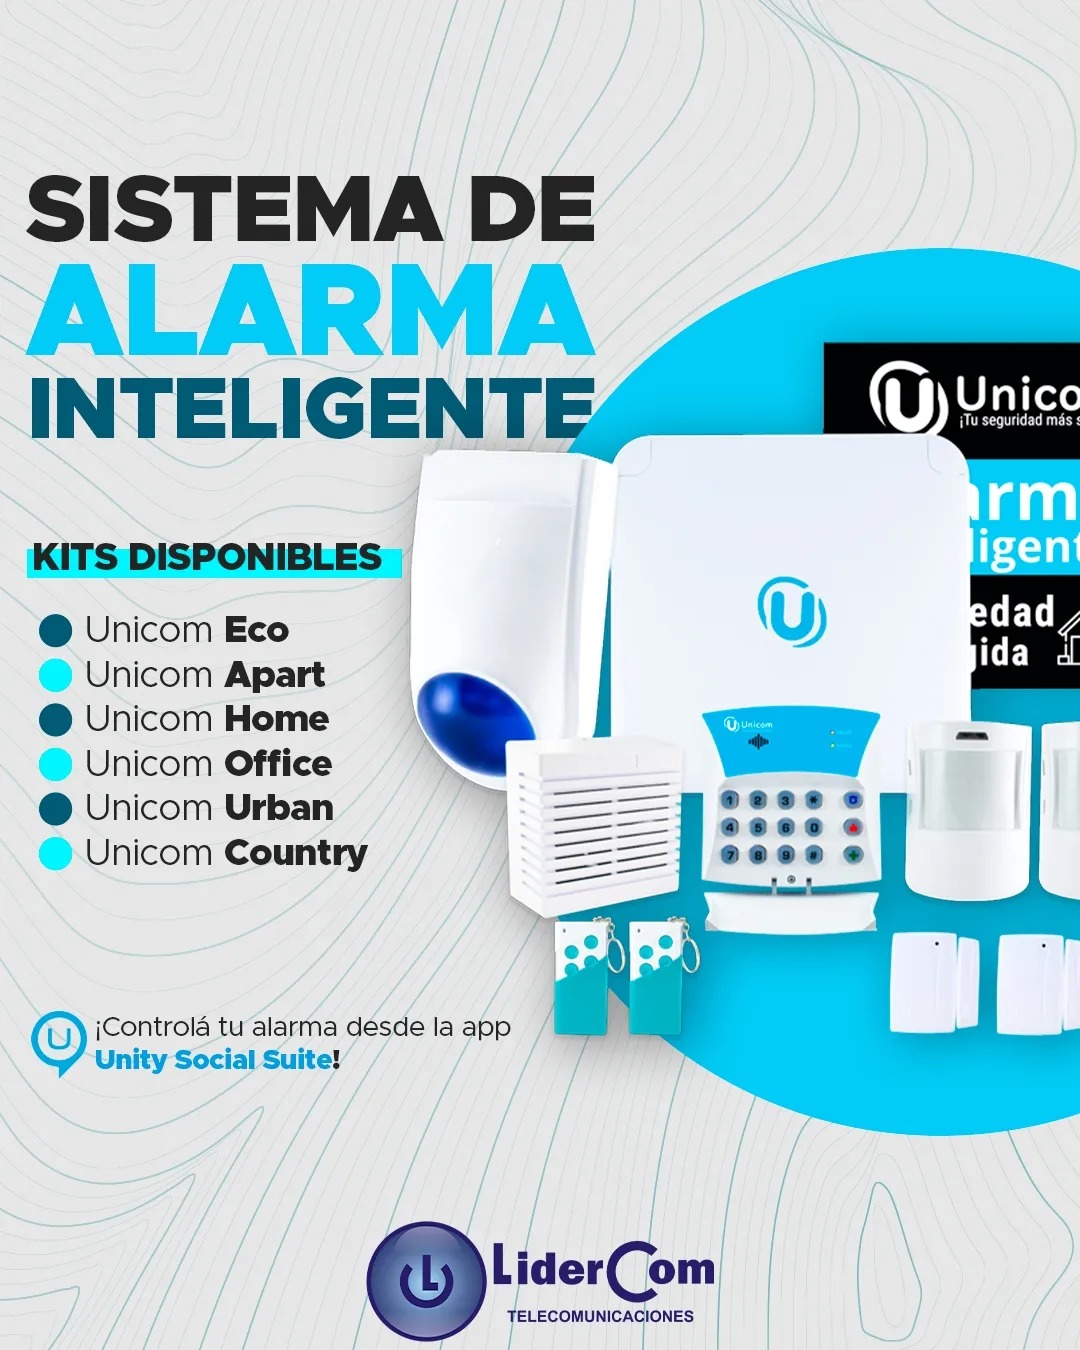 SISTEMA DE
ALARMA
INTELIGENTE
Unico
¡Tu seguridad más s
arm
ligent
edad
gida
KITS DISPONIBLES
Unicom Eco
Unicom Apart
Unicom Home
Unicom Office
Unicom Urban
Unicom Country
U
Unicom
1 2 3 *
4 5 6 0
7 8 9 #
U
¡Controlá tu alarma desde la app
Unity Social Suite!
LiderCom
TELECOMUNICACIONES